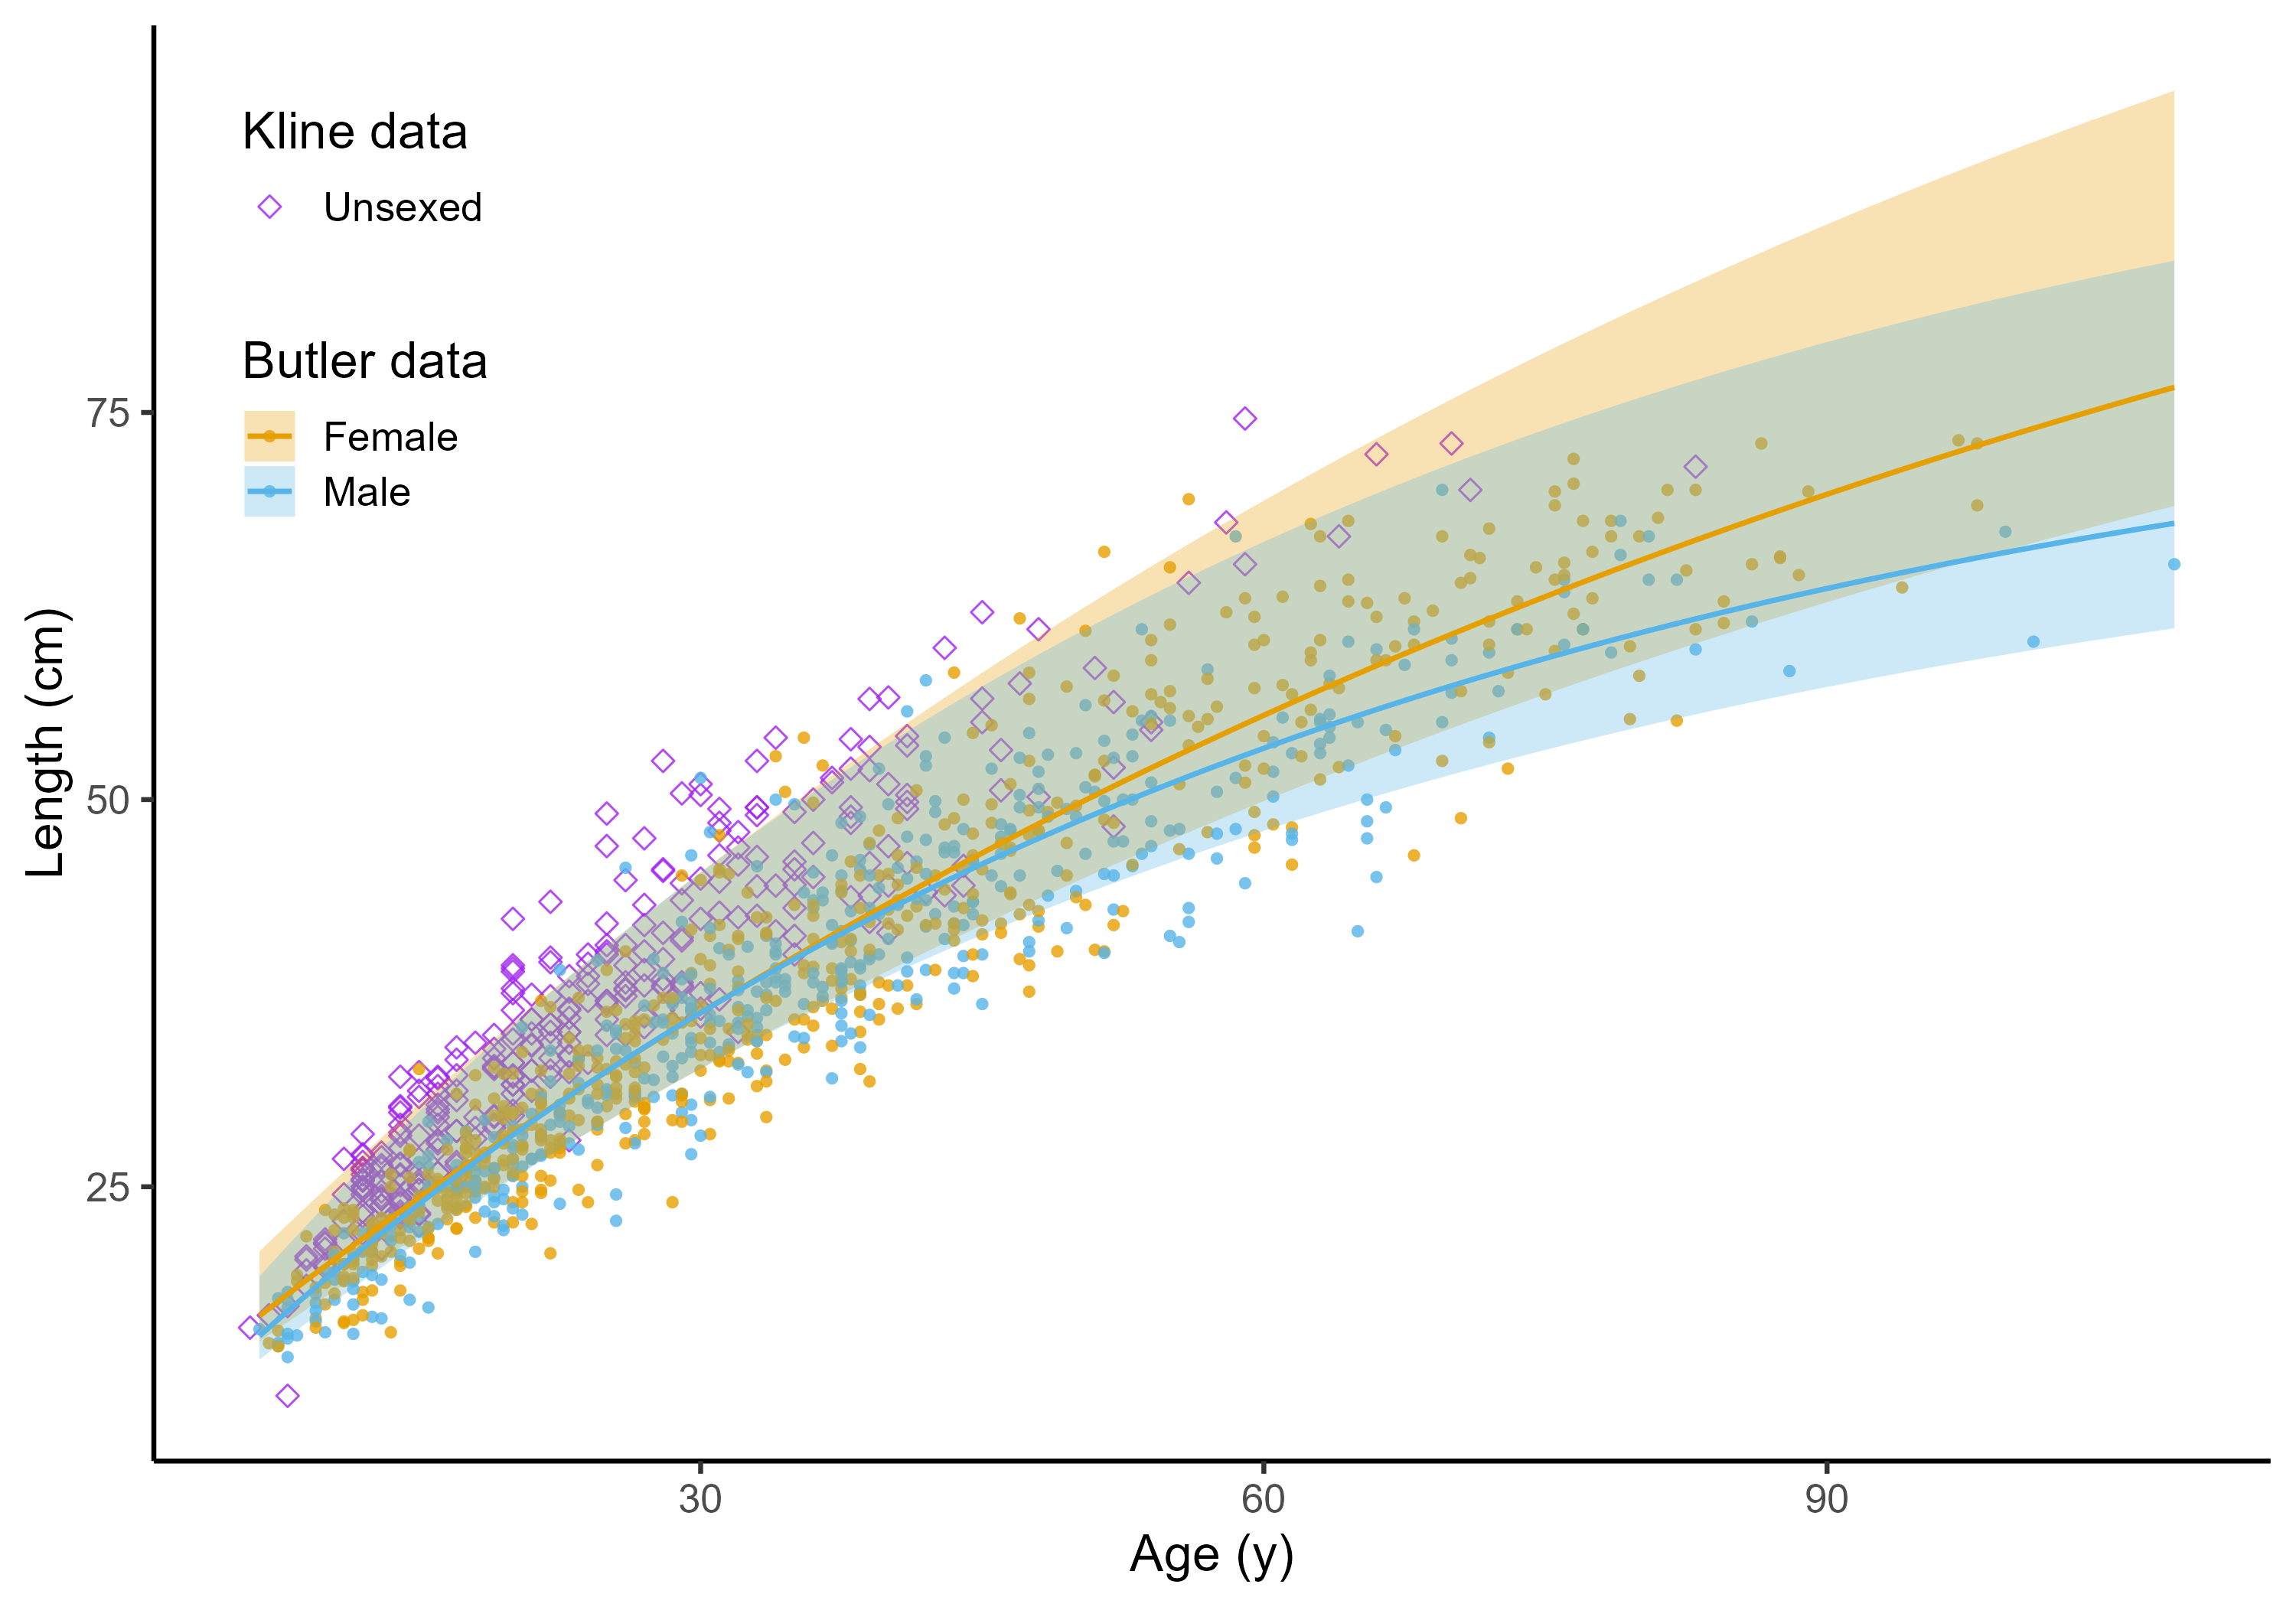 Kline data
Unsexed
Butler data
Female
Male
75
50
25
Length (cm)
30
60
90
Age (y)